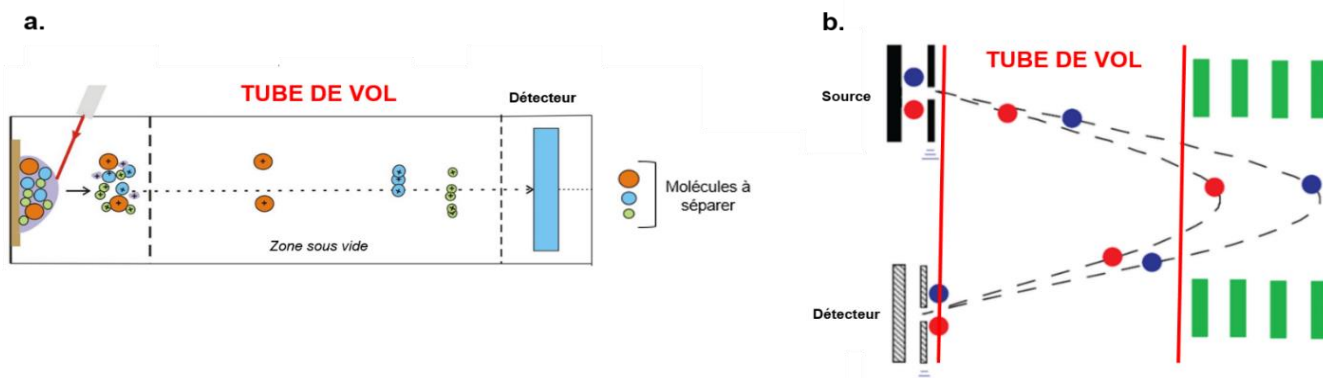 a.
TUBE DE VOL
Détecteur
Zone sous vide
Molécules à
séparer
b.
TUBE DE VOL
Source
Détecteur